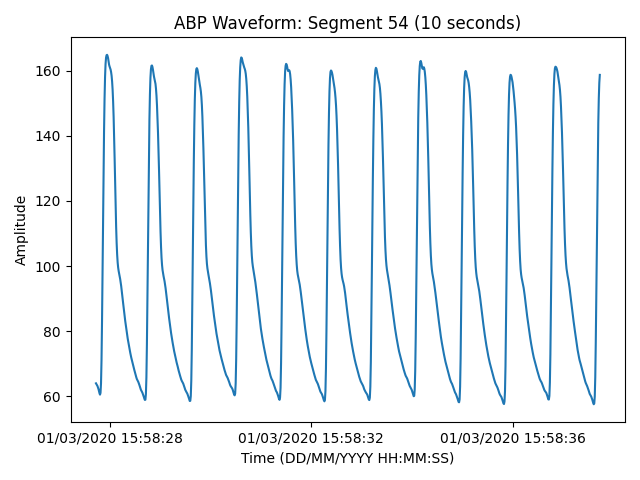 ABP Waveform: Segment 54 (10 seconds)
Amplitude
160
140
120
100
80
60
01/03/2020 15:58:28 01/03/2020 15:58:32 01/03/2020 15:58:36
Time (DD/MM/YYYY HH:MM:SS)